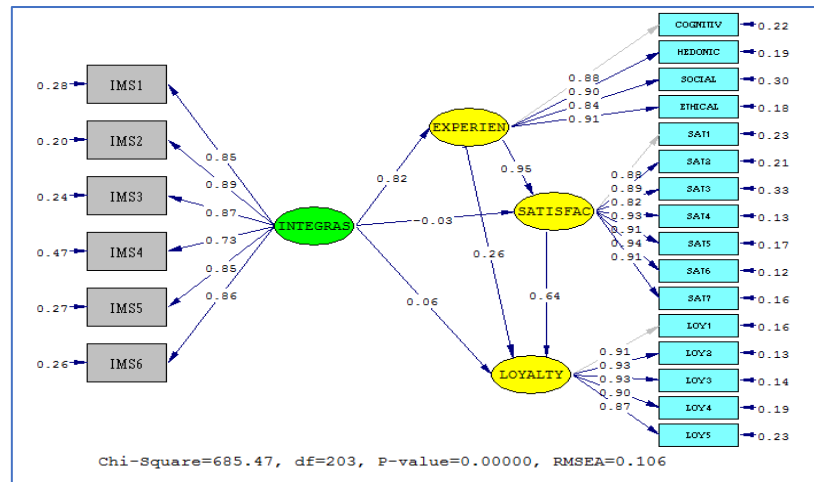 COGNITIV 0.22
HEDONIC 0.19
SOCIAL 0.30
ETHICAL 0.18
SAT1 0.23
SAT2 0.21
SAT3 0.33
SAT4 0.13
SAT5 0.17
SAT6 0.12
SAT7 0.16
LOY1 0.16
LOY2 0.13
LOY3 0.14
LOY4 0.19
LOY5 0.23
0.28 IMS1
0.20 IMS2
0.24 IMS3
0.47 IMS4
0.27 IMS5
0.26 IMS6
0.85
0.89
0.87
0.73
0.85
0.86
INTEGRAS
0.82
-0.03
0.06
EXPERIEN
0.95
0.26
SATISFAC
0.64
LOYALTY
0.88
0.90
0.84
0.91
0.88
0.89
0.82
0.93
0.91
0.94
0.91
0.91
0.93
0.93
0.90
0.87
Chi-Square=685.47, df=203, P-value=0.00000, RMSEA=0.106